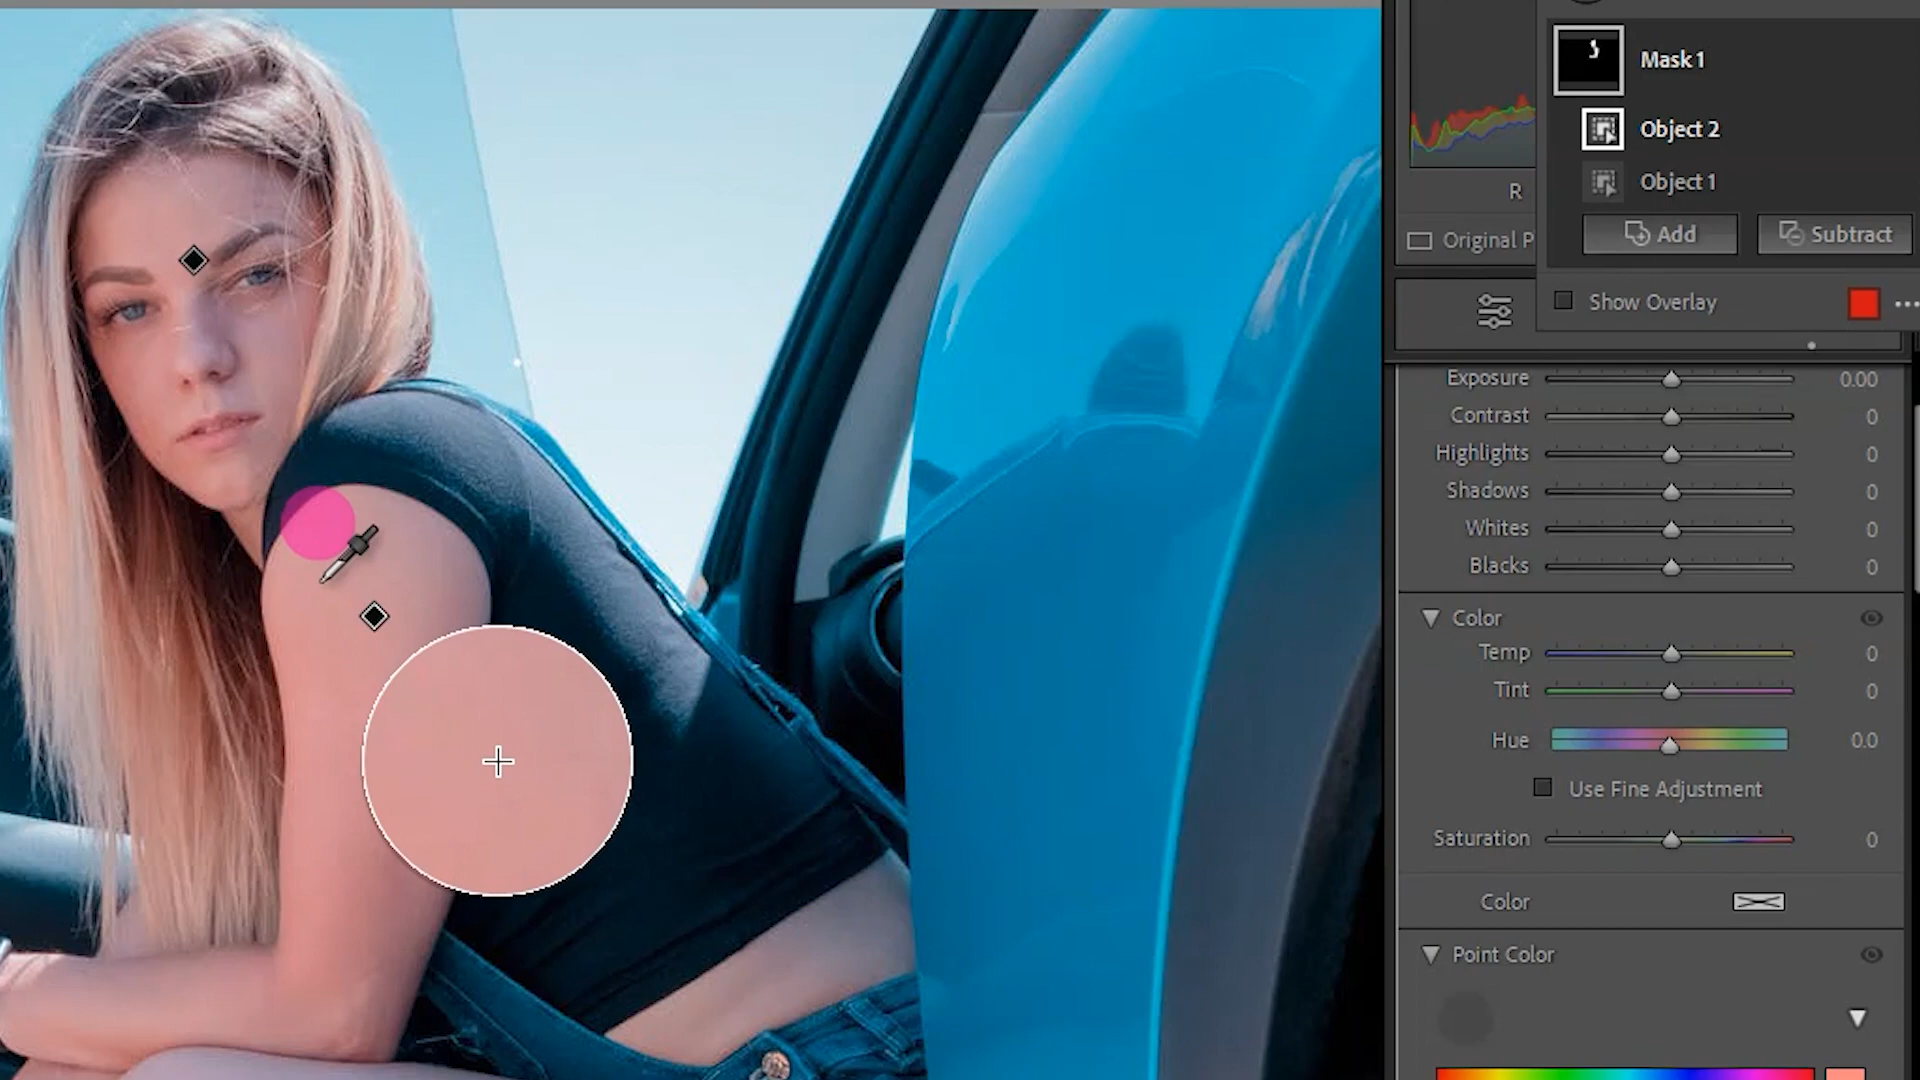 Mask 1
Object 2
Object 1
Add
Subtract
R
Original P
Show Overlay
Exposure 0.00
Contrast 0
Highlights 0
Shadows 0
Whites 0
Blacks 0
Color
Temp 0
Tint 0
Hue 0.0
Use Fine Adjustment
Saturation 0
Color
Point Color